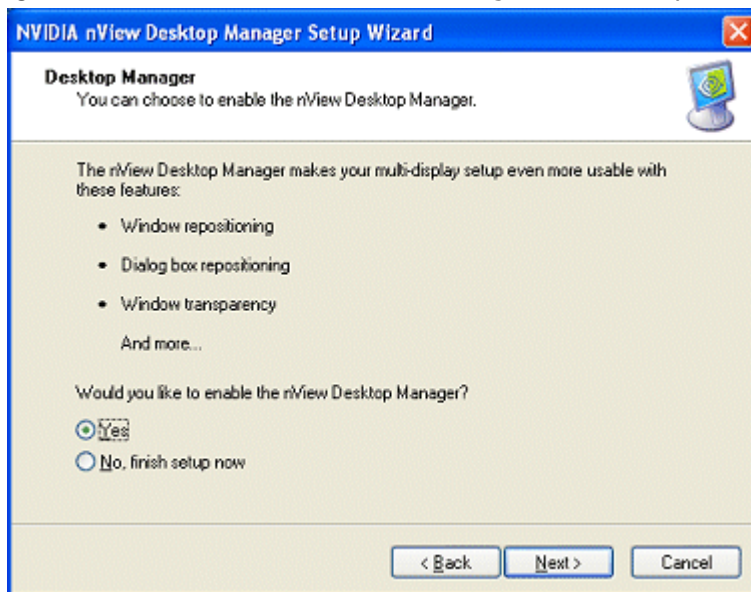 NVIDIA nView Desktop Manager Setup Wizard
Desktop Manager
You can choose to enable the nView Desktop Manager.
The nView Desktop Manager makes your multi-display setup even more usable with
these features:
• Window repositioning
• Dialog box repositioning
• Window transparency
And more...
Would you like to enable the nView Desktop Manager?
Yes
No, finish setup now
< Back
Next >
Cancel